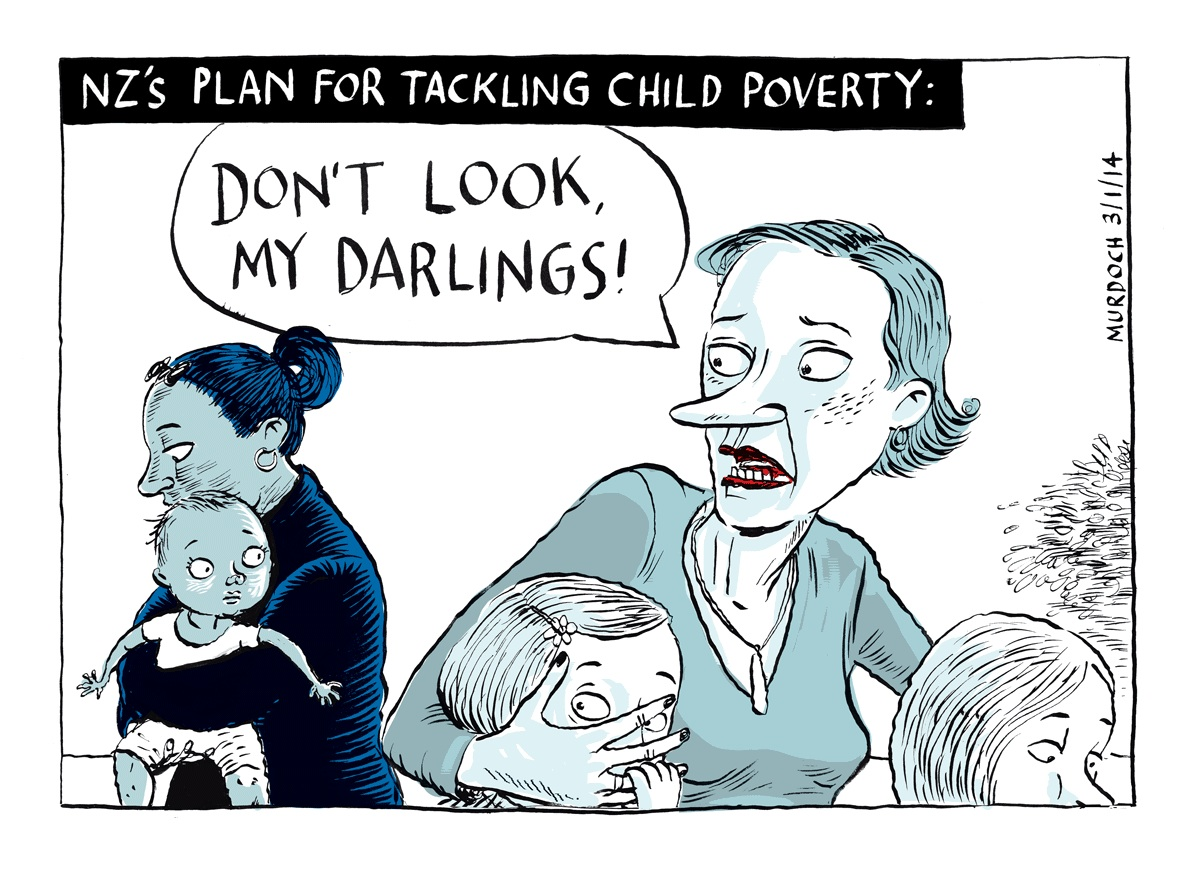 NZ's PLAN FOR TACKLING CHILD POVERTY:
DON'T LOOK,
MY DARLINGS!
MURDOCH 3/1/14